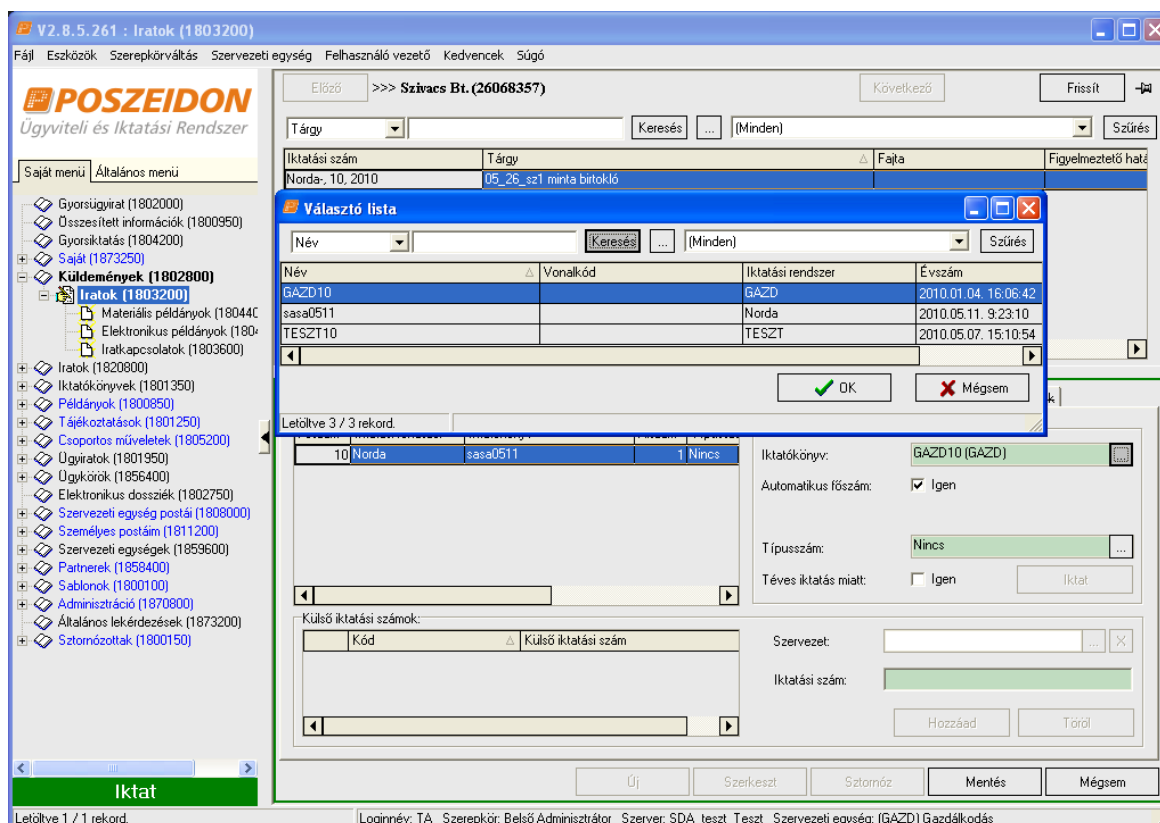 V2.8.5.261 : Iratok (1803200)
Fájl Eszközök Szerepkörváltás Szervezeti egység Felhasználó vezető Kedvencek Súgó
POSZEIDON
Ügyviteli és Iktatási Rendszer
Saját menü Általános menü
Gyorsügyirat (1802000)
Összesített információk (1800950)
Gyorsiktatás (1804200)
Saját (1873250)
Küldemények (1802800)
Iratok (1803200)
Materiális példányok (180440
Elektronikus példányok (180
Iratkapcsolatok (1803600)
Iratok (1820800)
Iktatókönyvek (1801350)
Példányok (1800850)
Tájékoztatások (1801250)
Csoportos műveletek (1805200)
Ügyiratok (1801950)
Ügykörök (1856400)
Elektronikus dossziék (1802750)
Szervezeti egység postái (1808000)
Személyes postáim (1811200)
Szervezeti egységek (1859600)
Partnerek (1858400)
Sablonok (1800100)
Adminisztráció (1870800)
Általános lekérdezések (1873200)
Sztornózottak (1800150)
Iktat
Előző >>> Szivacs Bt. (26068357) Következő Frissít
Tárgy Keresés ... (Minden) Szűrés
Iktatási szám Tárgy Fajta Figyelmeztető hatá
Norda-, 10, 2010 05_26_sz1 minta birtokló
Választó lista
Név Keresés ... (Minden) Szűrés
Név Vonalkód Iktatási rendszer Évszám
GAZD10 GAZD 2010.01.04. 16:06:42
sasa0511 Norda 2010.05.11. 9:23:10
TESZT10 TESZT 2010.05.07. 15:10:54
OK Mégsem
Letöltve 3 / 3 rekord.
10 Norda sasa0511 1 Nincs
Iktatókönyv: GAZD10 (GAZD) ...
Automatikus főszám: Igen
Típusszám: Nincs ...
Téves iktatás miatt: Igen Iktat
Külső iktatási számok:
Kód Külső iktatási szám
Szervezet: ...
Iktatási szám:
Hozzáad Töröl
Új Szerkeszt Sztornóz Mentés Mégsem
Letöltve 1 / 1 rekord. Loginnév: TA Szerepkör: Belső Adminisztrátor Szerver: SDA_teszt_Teszt Szervezeti egység: (GAZD) Gazdálkodás